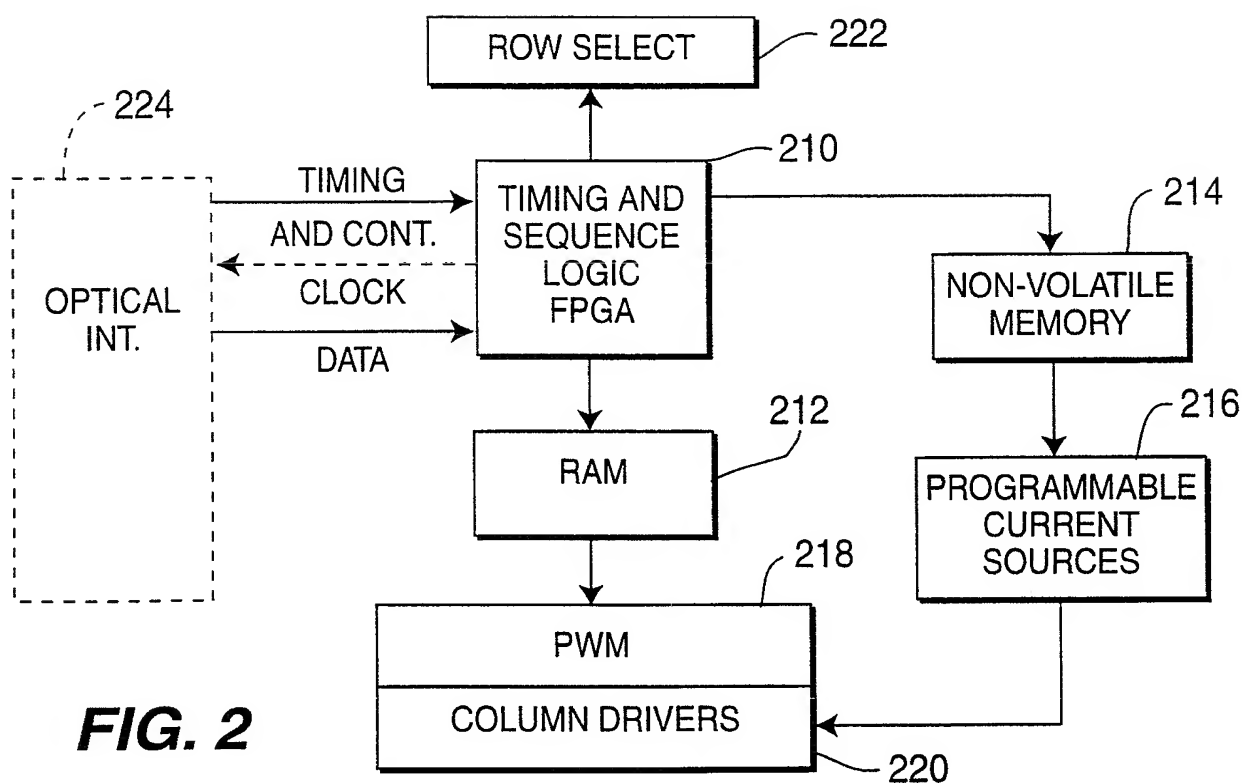 ROW SELECT
222
224
210
TIMING
AND CONT.
CLOCK
DATA
TIMING AND
SEQUENCE
LOGIC
FPGA
214
OPTICAL
INT.
NON-VOLATILE
MEMORY
212
RAM
216
PROGRAMMABLE
CURRENT
SOURCES
218
PWM
COLUMN DRIVERS
220
FIG. 2